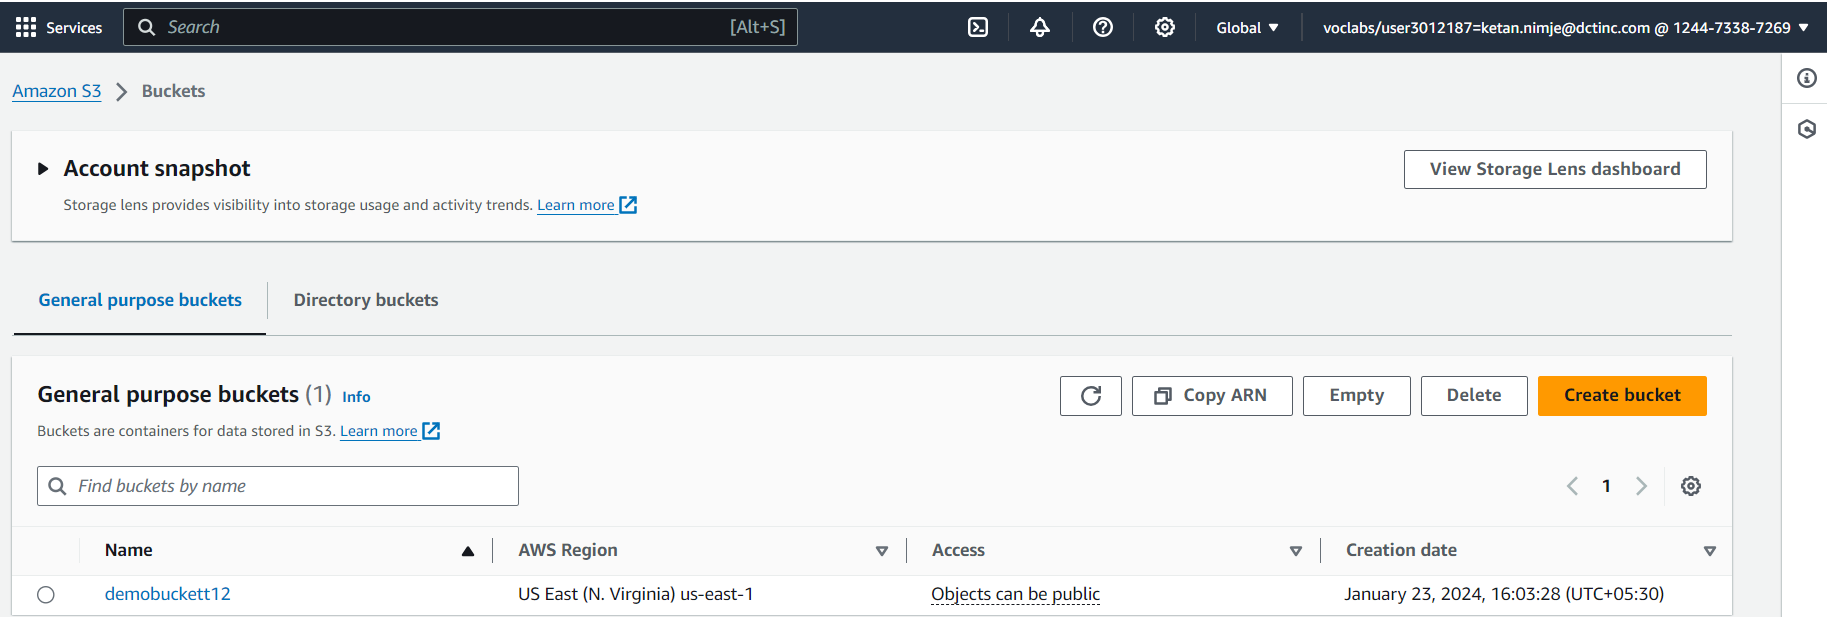 Services Search [Alt+S] Global voclabs/user3012187=ketan.nimje@dctinc.com @ 1244-7338-7269
Amazon S3 Buckets
Account snapshot View Storage Lens dashboard
Storage lens provides visibility into storage usage and activity trends. Learn more
General purpose buckets Directory buckets
General purpose buckets (1) Info Copy ARN Empty Delete Create bucket
Buckets are containers for data stored in S3. Learn more
Find buckets by name 1
Name AWS Region Access Creation date
demobuckett12 US East (N. Virginia) us-east-1 Objects can be public January 23, 2024, 16:03:28 (UTC+05:30)